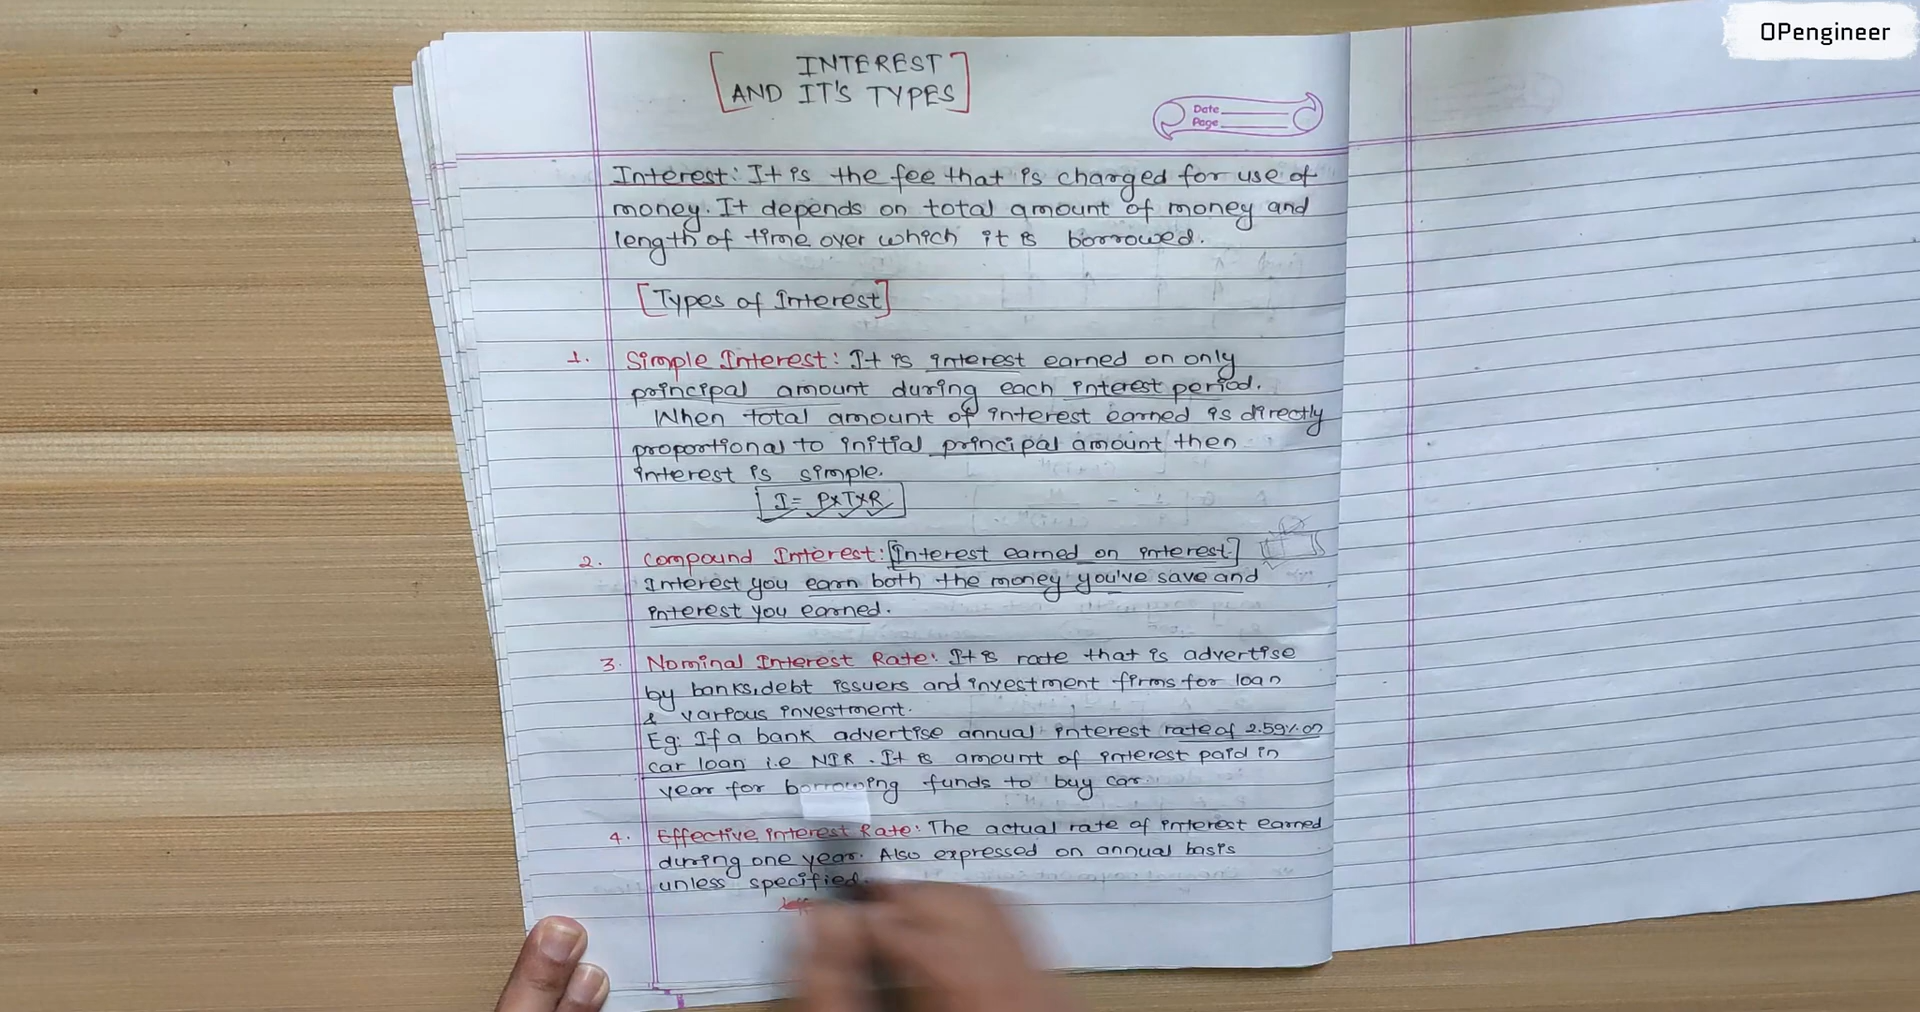 OPengineer
INTEREST
AND IT'S TYPES
Date
Page
Interest: It is the fee that is charged for use of
money. It depends on total amount of money and
length of time over which it is borrowed.
[Types of Interest]
1. Simple Interest: It is interest earned on only
principal amount during each interest period.
When total amount of interest earned is directly
proportional to initial principal amount then
interest is simple.
I = P×T×R
2. Compound Interest: [Interest earned on interest]
Interest you earn both the money you've save and
interest you earned.
3. Nominal Interest Rate: It is rate that is advertise
by banks, debt issuers and investment firms for loan
& various investment.
Eg: If a bank advertise annual interest rate of 2.59% on
car loan i.e NIR. It is amount of interest paid in
year for borrowing funds to buy car
4. Effective interest Rate: The actual rate of interest earned
during one year. Also expressed on annual basis
unless specified.